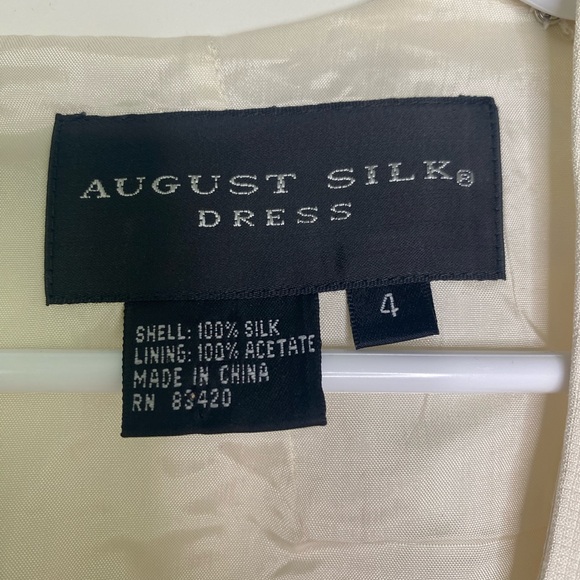 AUGUST SILK®
DRESS
4
SHELL: 100% SILK
LINING: 100% ACETATE
MADE IN CHINA
RN 83420